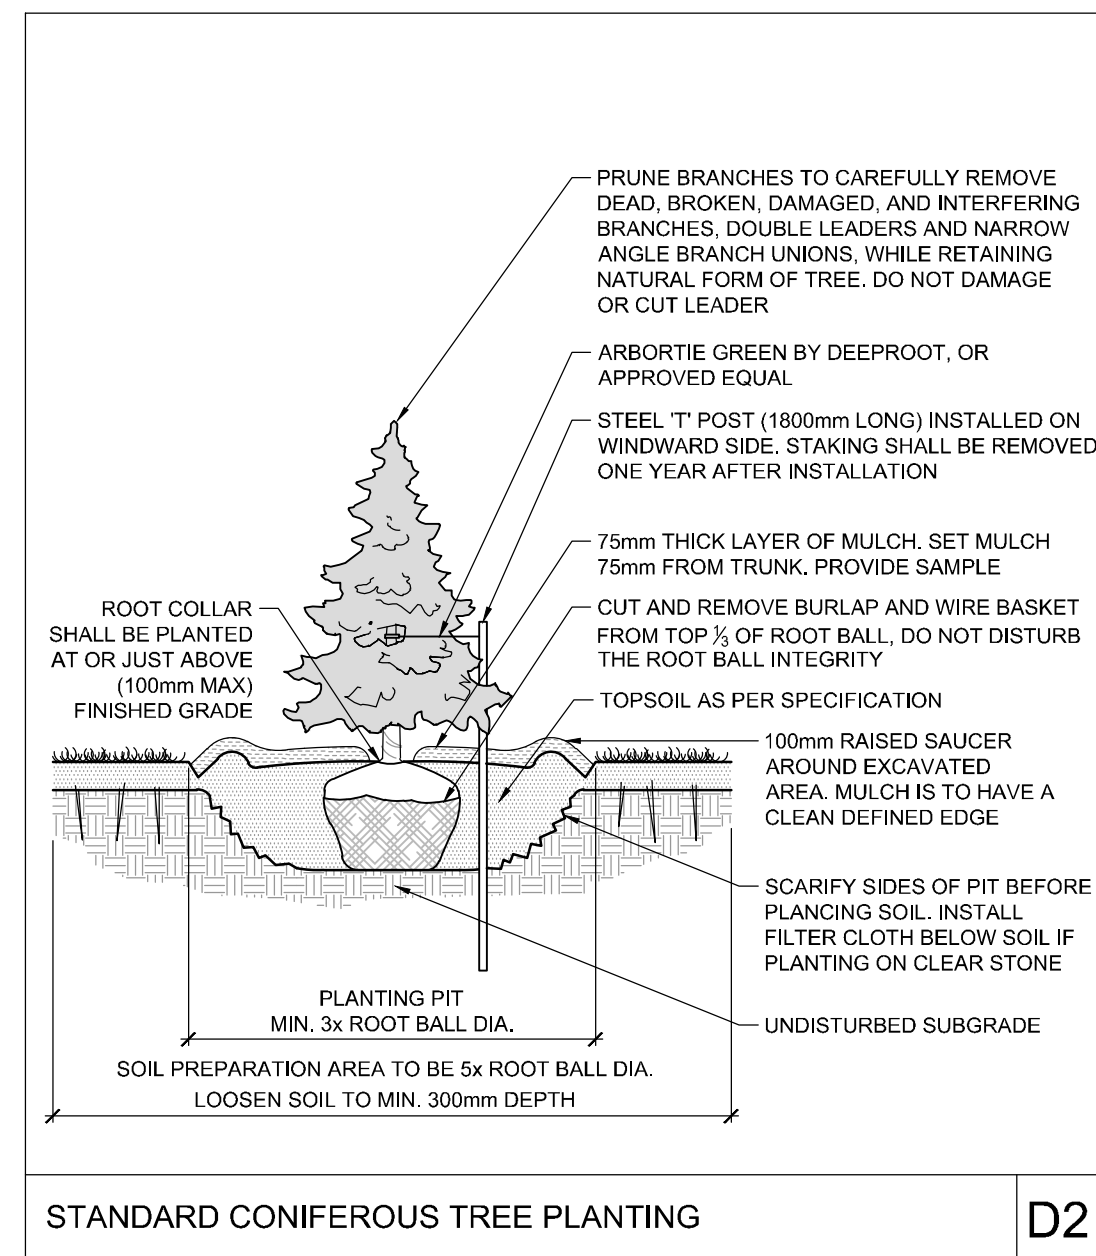 PRUNE BRANCHES TO CAREFULLY REMOVE
DEAD, BROKEN, DAMAGED, AND INTERFERING
BRANCHES, DOUBLE LEADERS AND NARROW
ANGLE BRANCH UNIONS, WHILE RETAINING
NATURAL FORM OF TREE. DO NOT DAMAGE
OR CUT LEADER
ARBORTIE GREEN BY DEEPROOT, OR
APPROVED EQUAL
STEEL 'T' POST (1800mm LONG) INSTALLED ON
WINDWARD SIDE. STAKING SHALL BE REMOVED
ONE YEAR AFTER INSTALLATION
75mm THICK LAYER OF MULCH. SET MULCH
75mm FROM TRUNK. PROVIDE SAMPLE
CUT AND REMOVE BURLAP AND WIRE BASKET
FROM TOP 1/3 OF ROOT BALL, DO NOT DISTURB
THE ROOT BALL INTEGRITY
ROOT COLLAR
SHALL BE PLANTED
AT OR JUST ABOVE
(100mm MAX)
FINISHED GRADE
TOPSOIL AS PER SPECIFICATION
100mm RAISED SAUCER
AROUND EXCAVATED
AREA. MULCH IS TO HAVE A
CLEAN DEFINED EDGE
SCARIFY SIDES OF PIT BEFORE
PLANCING SOIL. INSTALL
FILTER CLOTH BELOW SOIL IF
PLANTING ON CLEAR STONE
UNDISTURBED SUBGRADE
PLANTING PIT
MIN. 3x ROOT BALL DIA.
SOIL PREPARATION AREA TO BE 5x ROOT BALL DIA.
LOOSEN SOIL TO MIN. 300mm DEPTH
STANDARD CONIFEROUS TREE PLANTING
D2